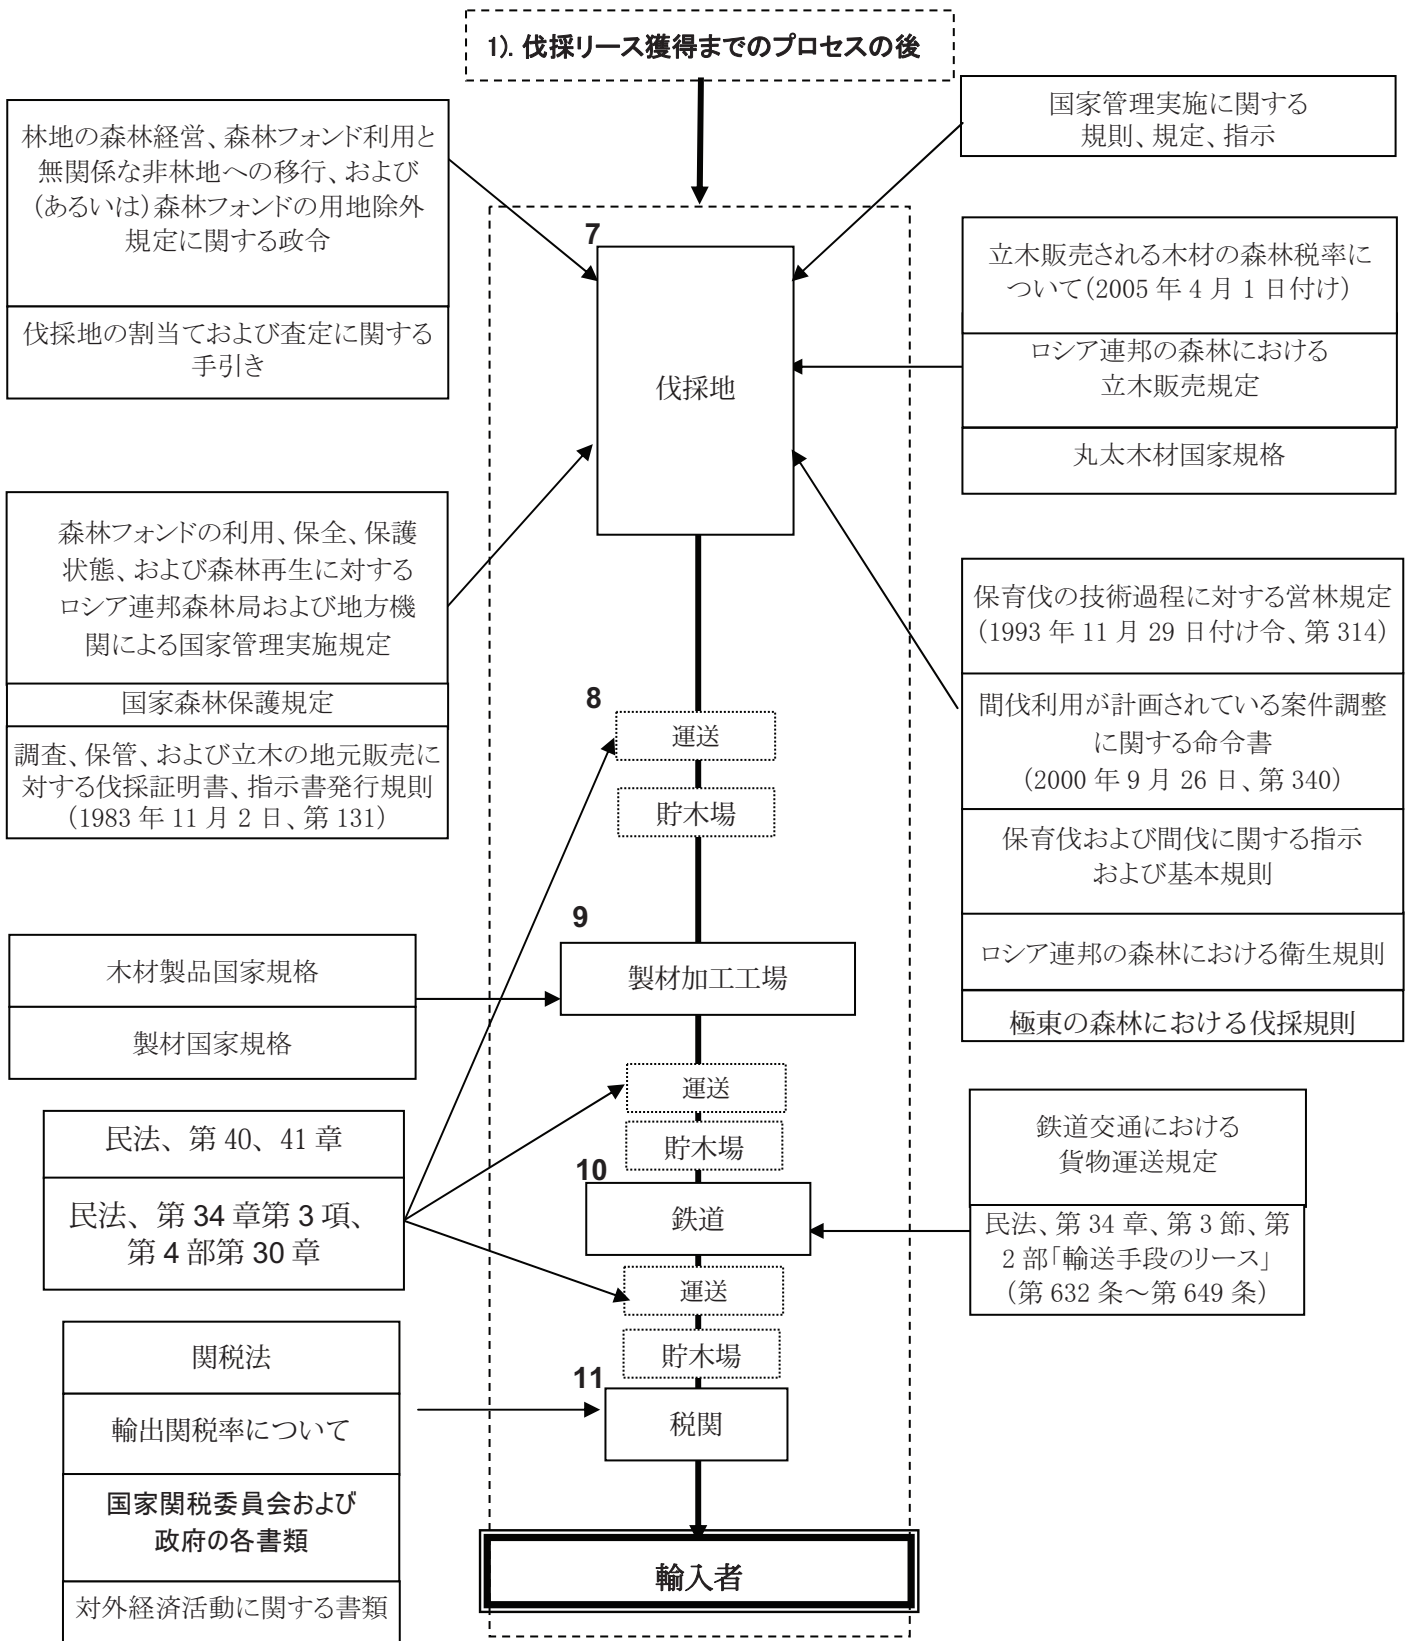 1). 伐採リース獲得までのプロセスの後
林地の森林経営、森林フォンド利用と
無関係な非林地への移行、および
(あるいは)森林フォンドの用地除外
規定に関する政令
伐採地の割当ておよび査定に関する
手引き
国家管理実施に関する
規則、規定、指示
立木販売される木材の森林税率に
ついて(2005 年 4 月 1 日付け)
ロシア連邦の森林における
立木販売規定
丸太木材国家規格
7
伐採地
森林フォンドの利用、保全、保護
状態、および森林再生に対する
ロシア連邦森林局および地方機
関による国家管理実施規定
国家森林保護規定
調査、保管、および立木の地元販売に
対する伐採証明書、指示書発行規則
(1983 年 11 月 2 日、第 131)
保育伐の技術過程に対する営林規定
(1993 年 11 月 29 日付け令、第 314)
間伐利用が計画されている案件調整
に関する命令書
(2000 年 9 月 26 日、第 340)
保育伐および間伐に関する指示
および基本規則
ロシア連邦の森林における衛生規則
極東の森林における伐採規則
8
運送
貯木場
9
製材加工工場
木材製品国家規格
製材国家規格
運送
貯木場
民法、第 40、41 章
民法、第 34 章第 3 項、
第 4 部第 30 章
10
鉄道
鉄道交通における
貨物運送規定
民法、第 34 章、第 3 節、第
2 部「輸送手段のリース」
(第 632 条~第 649 条)
運送
貯木場
11
税関
関税法
輸出関税率について
国家関税委員会および
政府の各書類
対外経済活動に関する書類
輸入者